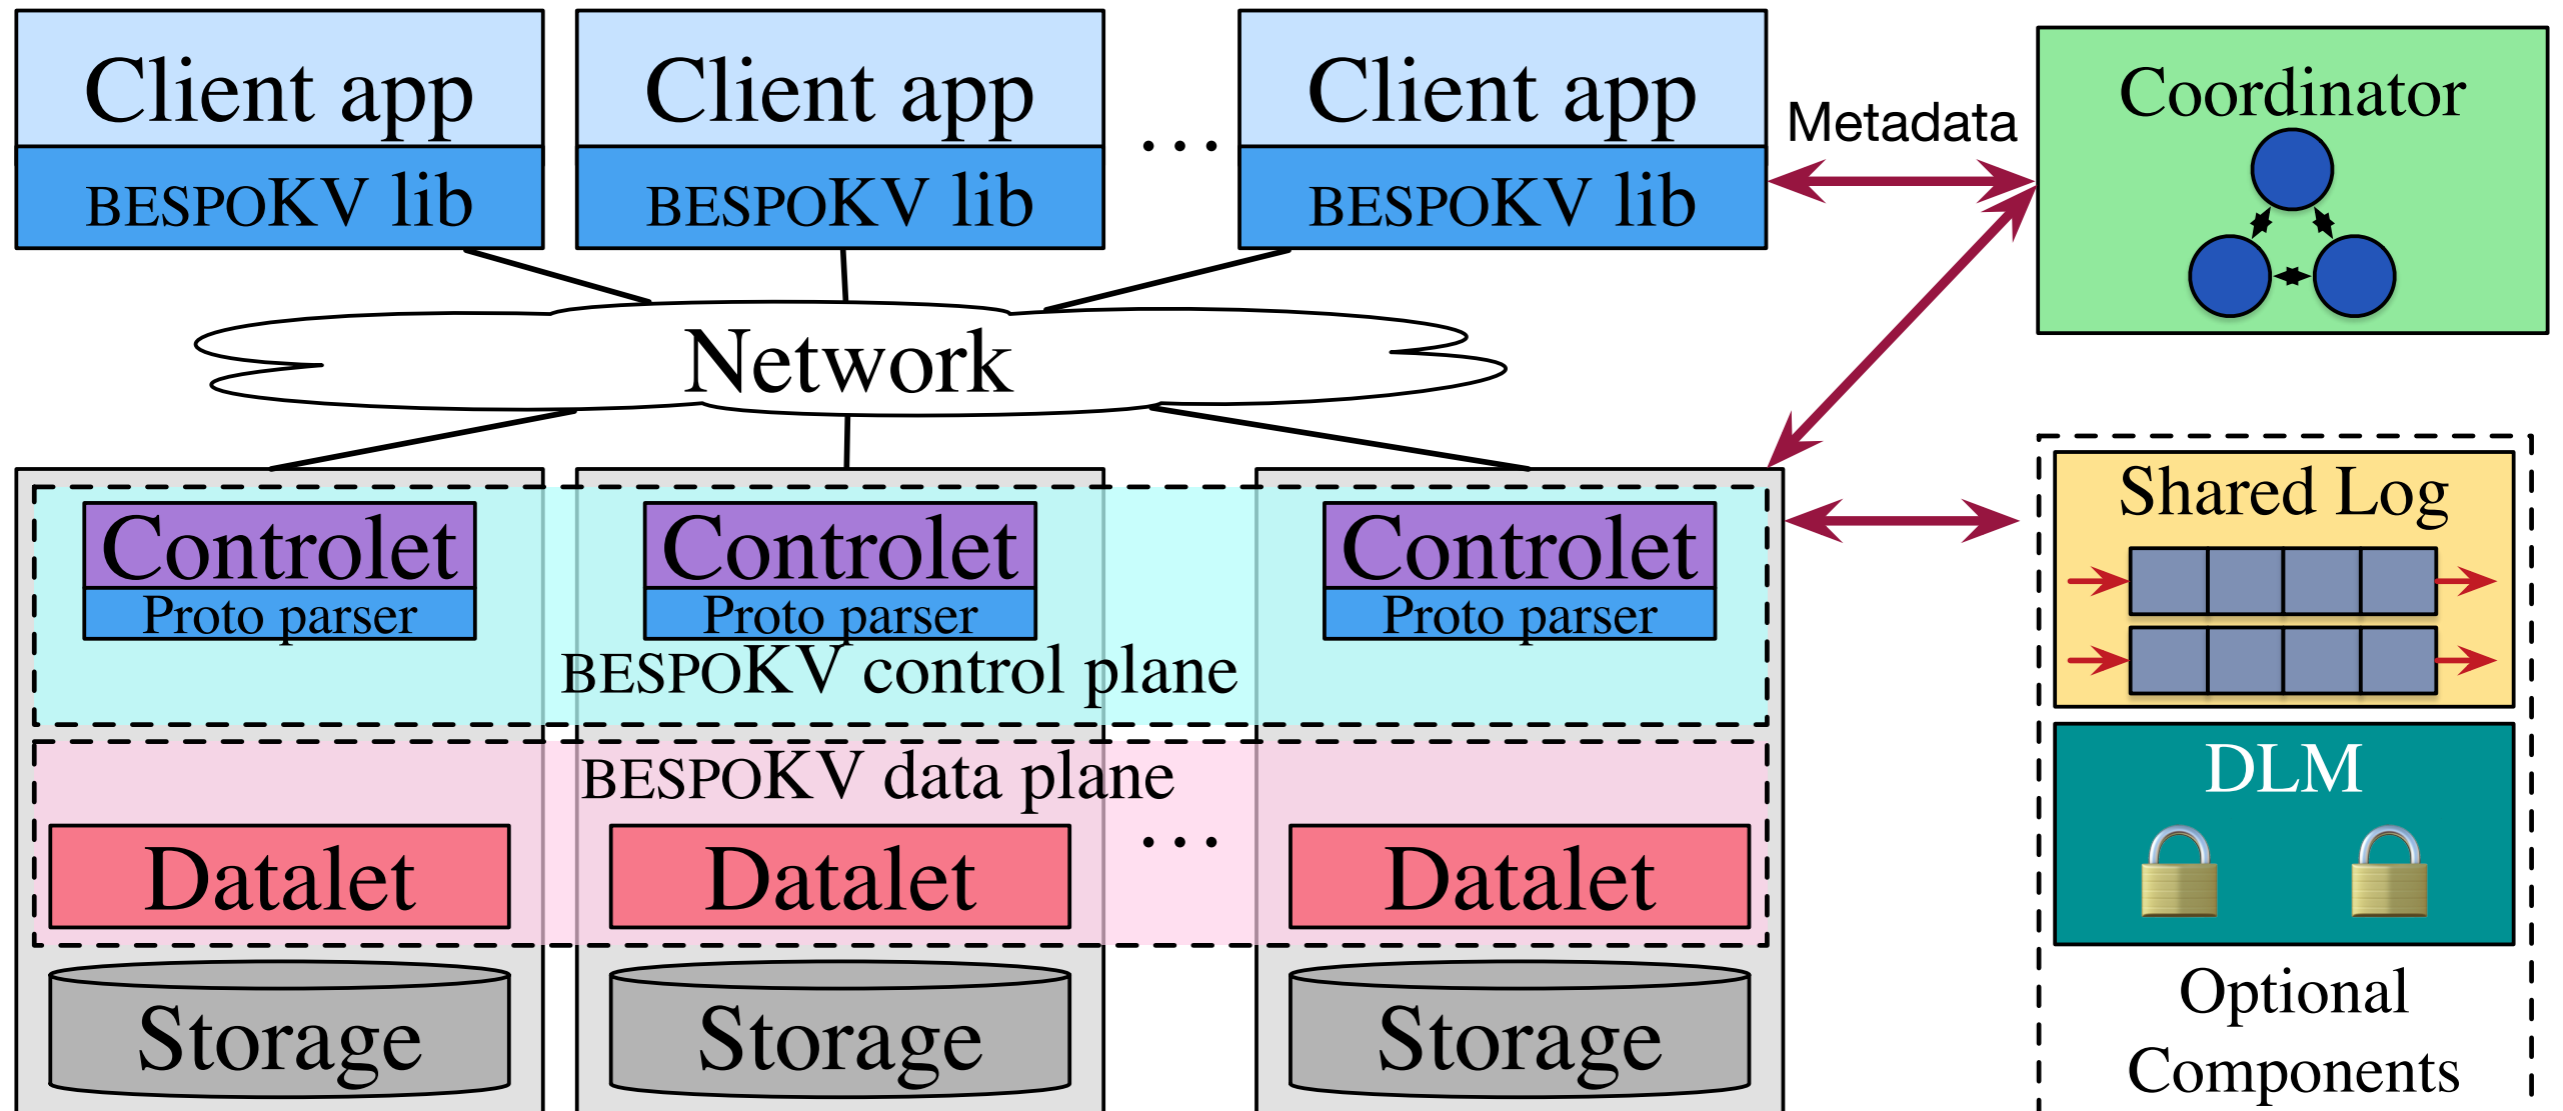 Client app
BESPOKV lib
Client app
BESPOKV lib
...
Client app
BESPOKV lib
Metadata
Coordinator
Network
Controlet
Proto parser
Controlet
Proto parser
Controlet
Proto parser
BESPOKV control plane
BESPOKV data plane
Datalet
Datalet
...
Datalet
Storage
Storage
Storage
Shared Log
DLM
Optional
Components